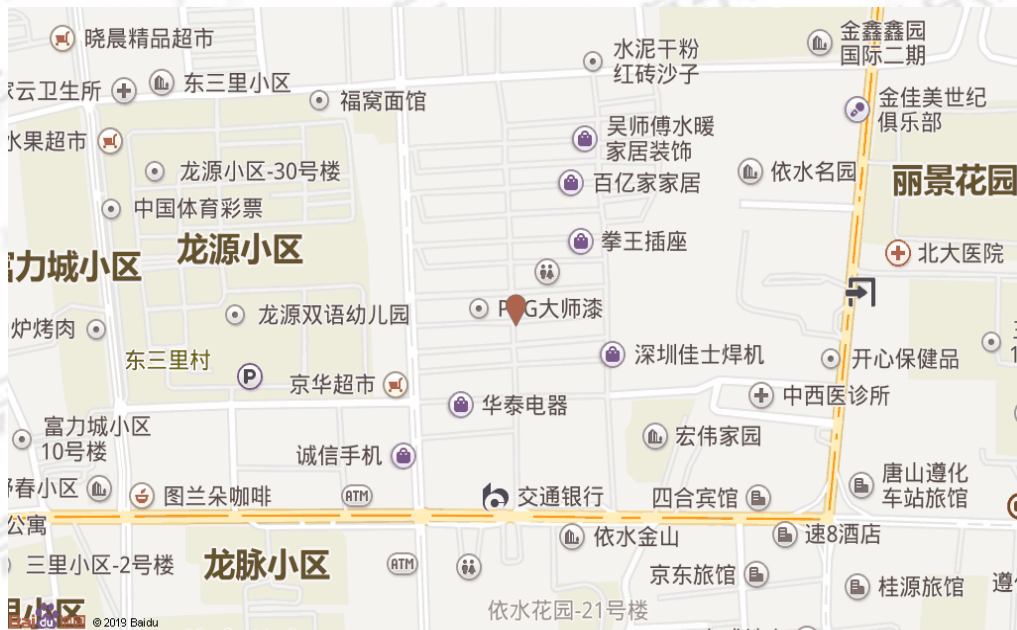 晓晨精品超市
水泥干粉
红砖沙子
金鑫鑫园
国际二期
云卫生所
东三里小区
福窝面馆
金佳美世纪
俱乐部
水果超市
吴师傅水暖
家居装饰
龙源小区-30号楼
百亿家家居
依水名园
丽景花园
中国体育彩票
富力城小区
龙源小区
拳王插座
北大医院
炉烤肉
龙源双语幼儿园
大师漆
东三里村
P
京华超市
深圳佳士焊机
开心保健品
中西医诊所
华泰电器
富力城小区
10号楼
诚信手机
宏伟家园
春小区
图兰朵咖啡
ATM
交通银行
四合宾馆
唐山遵化
车站旅馆
公寓
依水金山
速8酒店
三里小区-2号楼
龙脉小区
ATM
京东旅馆
桂源旅馆
遵
依水花园-21号楼
里小区
Bai du
© 2019 Baidu